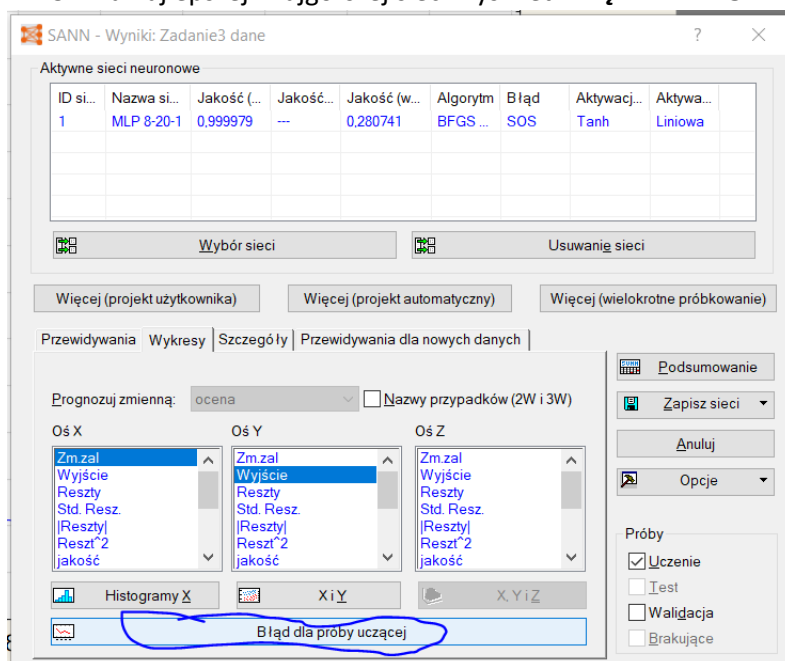 SANN - Wyniki: Zadanie3 dane
Aktywne sieci neuronowe
ID si... Nazwa si... Jakość (... Jakość... Jakość (w... Algorytm Błąd Aktywacj... Aktywa...
1 MLP 8-20-1 0,999979 --- 0,280741 BFGS ... SOS Tanh Liniowa
Wybór sieci Usuwanie sieci
Więcej (projekt użytkownika) Więcej (projekt automatyczny) Więcej (wielokrotne próbkowanie)
Przewidywania Wykresy Szczegóły Przewidywania dla nowych danych
Prognozuj zmienną: ocena Nazwy przypadków (2W i 3W)
Oś X Oś Y Oś Z
Zm.zal Zm.zal Zm.zal
Wyjście Wyjście Wyjście
Reszty Reszty Reszty
Std. Resz. Std. Resz. Std. Resz.
|Reszty| |Reszty| |Reszty|
Reszt^2 Reszt^2 Reszt^2
jakość jakość jakość
Histogramy X X i Y X, Y i Z
Błąd dla próby uczącej
Podsumowanie
Zapisz sieci
Anuluj
Opcje
Próby
Uczenie
Test
Walidacja
Brakujące